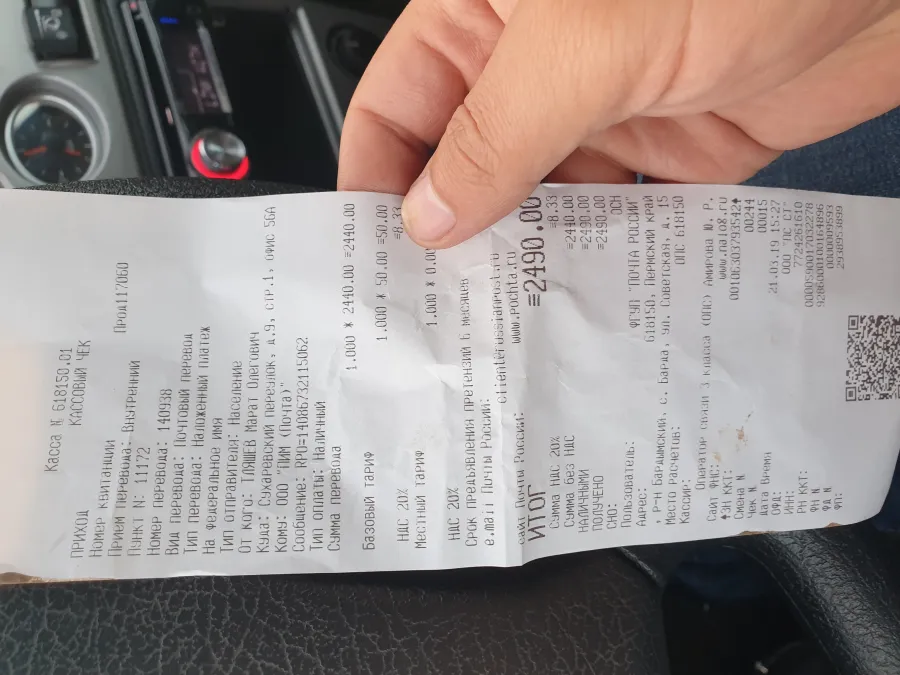 Касса N 618150.01
КАССОВЫЙ ЧЕК
ПРИХОД
Номер квитанции Прод117060
Прием перевода: Внутренний
Пункт N: 11172
Номер перевода: 140938
Вид перевода: Почтовый перевод
Тип перевода: Наложенный платеж
На федеральное имя
Тип отправителя: Население
От кого: ТЛЯШЕВ Марат Олегович
Куда: Сухаревский переулок, д.9, стр.1, офис 56А
Кому: ООО "ПИМ (Почта)"
Сообщение: RPO=14086732115062
Тип оплаты: Наличный
Сумма перевода
1.000 * 2440.00 ≡2440.00
Базовый тариф
1.000 * 50.00 ≡50.00
НДС 20% ≡8.33
Местный тариф
1.000 * 0.00
НДС 20%
Срок предъявления претензий 6 месяцев
e.mail Почты России:
client@russianpost.ru
сайт Почты России: www.pochta.ru
ИТОГ ≡2490.00
Сумма НДС 20% ≡8.33
Сумма без НДС ≡2440.00
НАЛИЧНЫМИ ≡2490.00
ПОЛУЧЕНО ≡2490.00
СНО: ОСН
Пользователь: ФГУП "ПОЧТА РОССИИ"
Адрес: 618150, Пермский край
, р-н Бардымский, с. Барда, ул. Советская, д. 15
Место расчетов: ОПС 618150
Кассир:
Оператор связи 3 класса (ОПС) Амирова Ю. Р.
Сайт ФНС: www.nalog.ru
ЗН ККТ: 00106303793542
Смена N 00244
Чек N 00015
Дата Время 21.03.19 15:27
ОФД: ООО "ПС СТ"
ИНН: 7724261610
РН ККТ: 0000590017032278
ФН N
ФД N
ФП: 2938953899